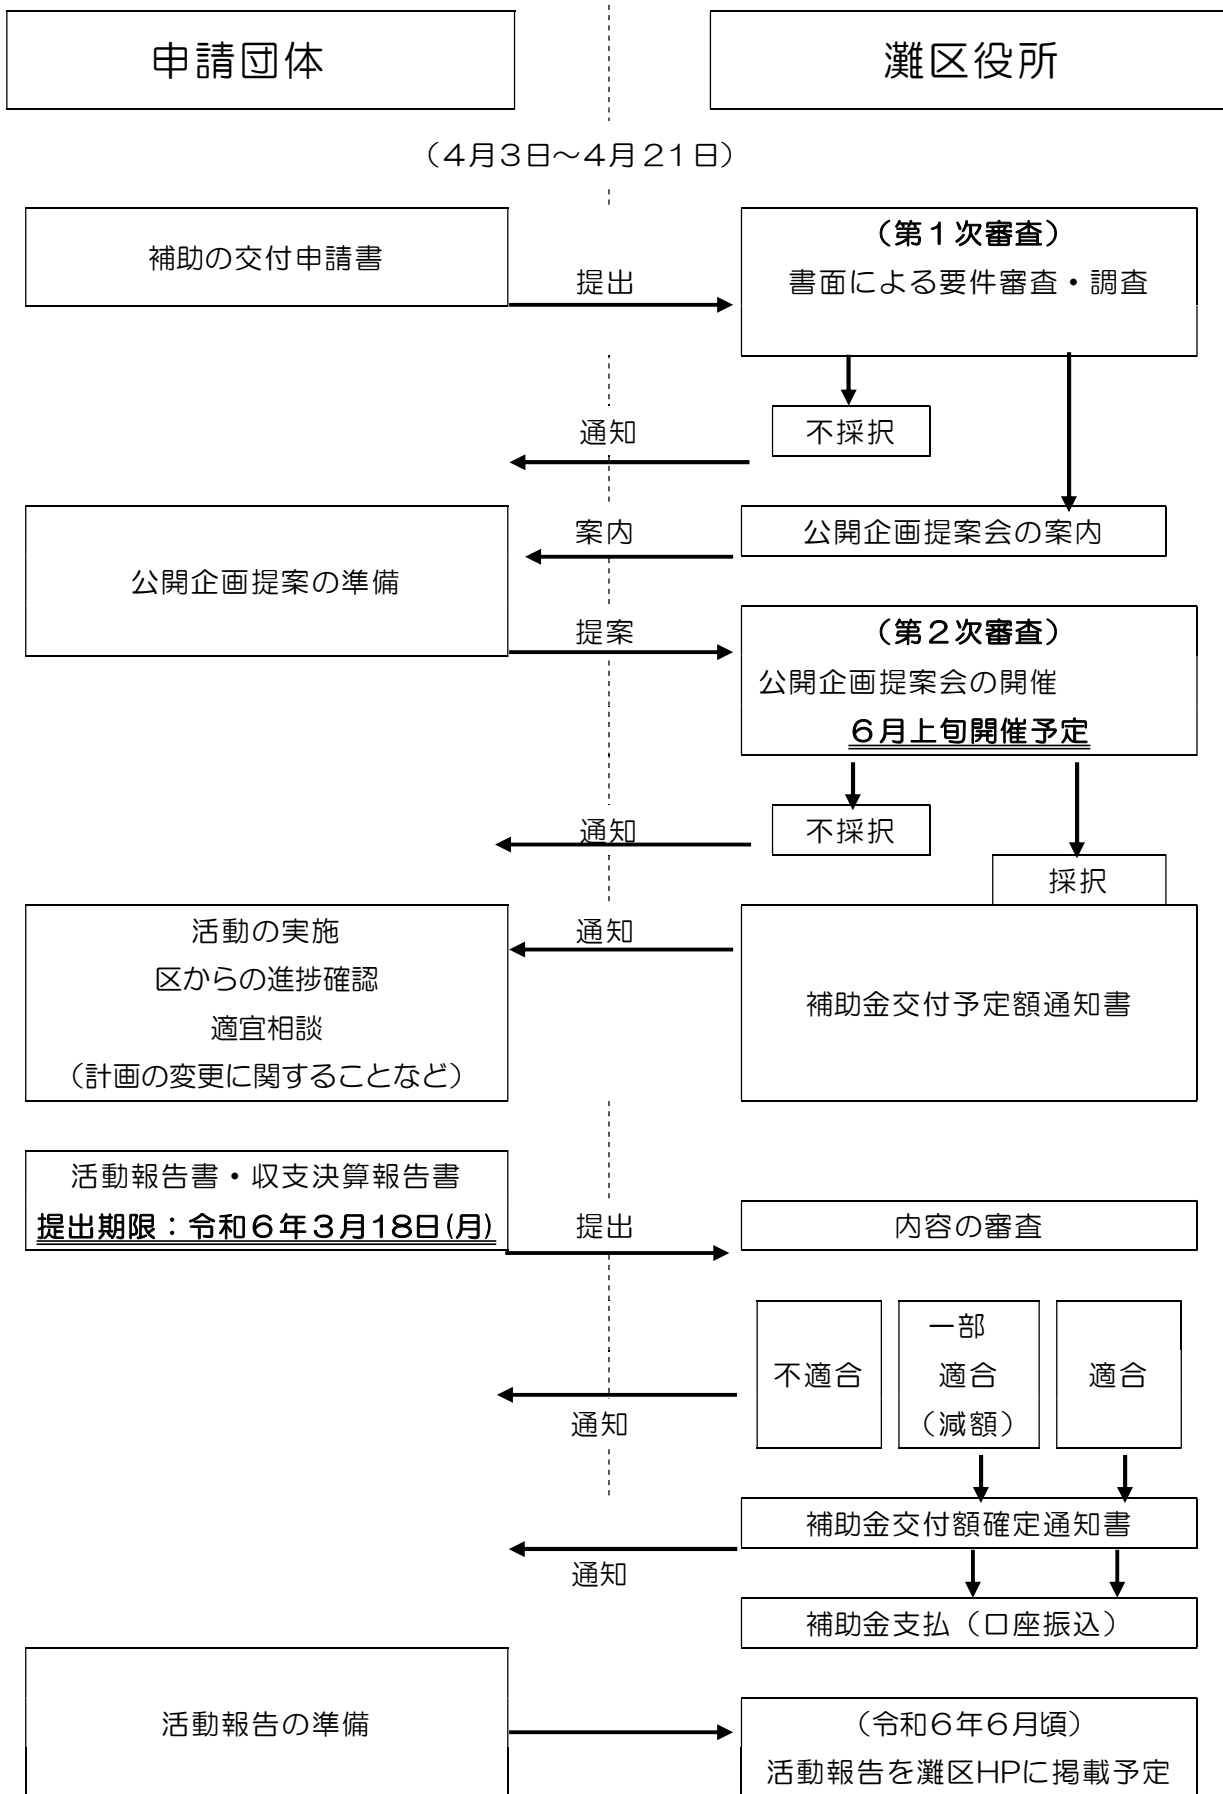 申請団体
灘区役所
（４月３日～４月２１日）
補助の交付申請書
提出
（第１次審査）
書面による要件審査・調査
不採択
通知
案内
公開企画提案会の案内
公開企画提案の準備
提案
（第２次審査）
公開企画提案会の開催
６月上旬開催予定
通知
不採択
採択
活動の実施
区からの進捗確認
適宜相談
（計画の変更に関することなど）
通知
補助金交付予定額通知書
活動報告書・収支決算報告書
提出期限：令和６年３月18日(月)
提出
内容の審査
不適合
一部
適合
（減額）
適合
通知
補助金交付額確定通知書
通知
補助金支払（口座振込）
活動報告の準備
（令和６年６月頃）
活動報告を灘区HPに掲載予定